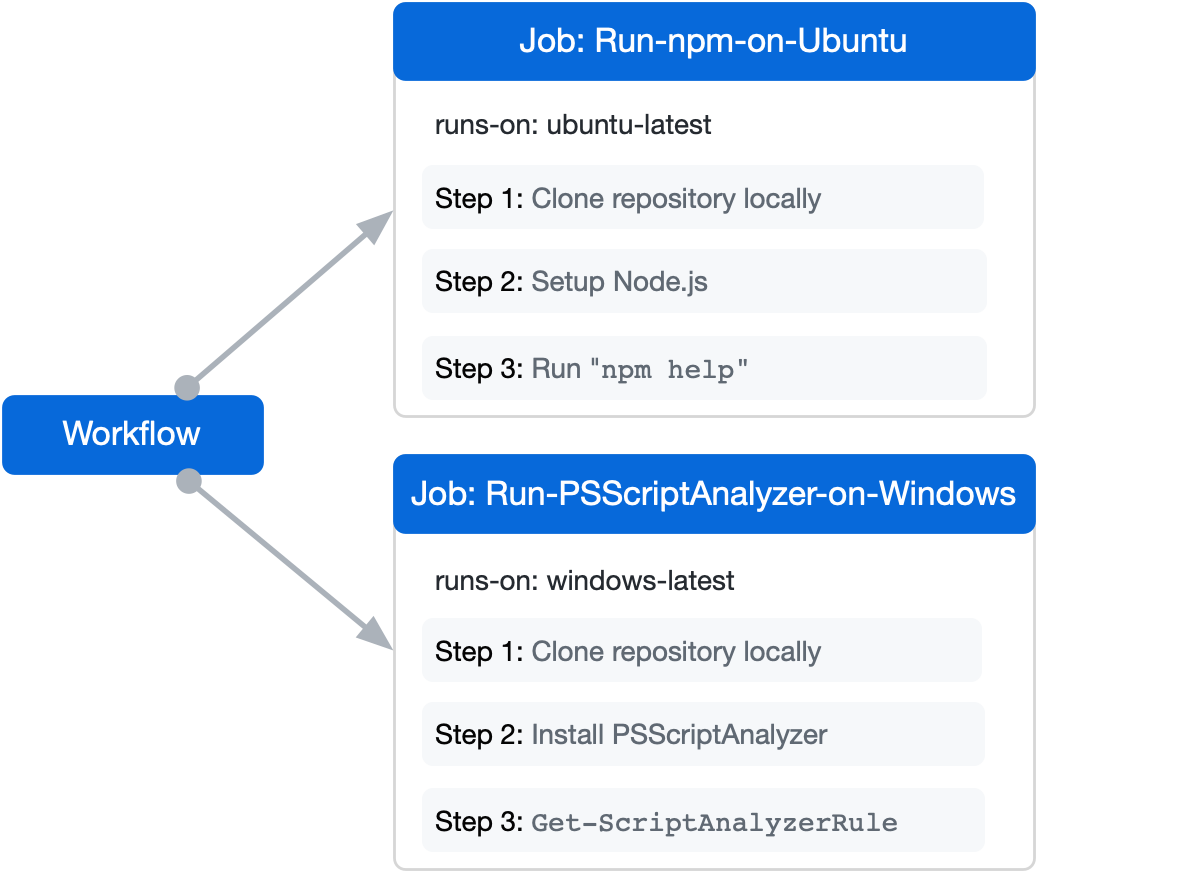 Job: Run-npm-on-Ubuntu
runs-on: ubuntu-latest
Step 1: Clone repository locally
Step 2: Setup Node.js
Step 3: Run "npm help"
Workflow
Job: Run-PSScriptAnalyzer-on-Windows
runs-on: windows-latest
Step 1: Clone repository locally
Step 2: Install PSScriptAnalyzer
Step 3: Get-ScriptAnalyzerRule